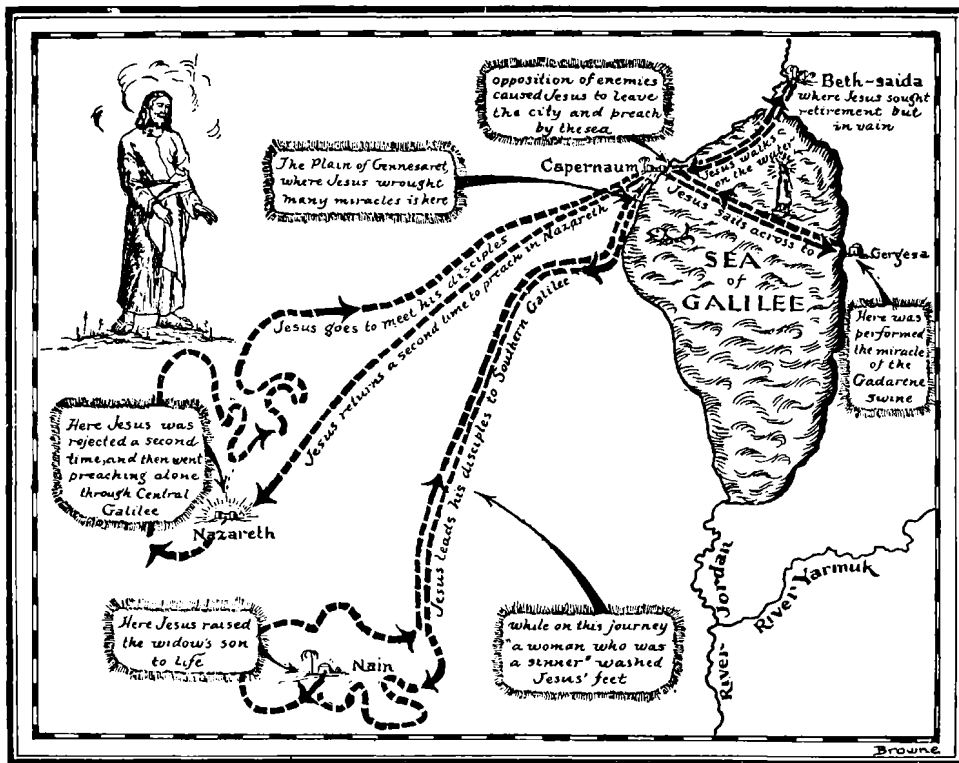 opposition of enemies
caused Jesus to leave
the city and preach
by the sea
Beth-saida
where Jesus sought
retirement but
in vain
The Plain of Gennesaret,
where Jesus wrought
many miracles is here
Capernaum
Jesus walks
on the water
Jesus sails across to
Gergesa
SEA
of
GALILEE
Here was
performed
the miracle
of the
Gadarene
swine
Jesus goes to meet his disciples
Jesus returns a second time to preach in Nazareth
Jesus leads his disciples to Southern Galilee
Here Jesus was
rejected a second
time, and then went
preaching alone
through Central
Galilee
Nazareth
Here Jesus raised
the widow's son
to life
Nain
while on this journey
"a woman who was
a sinner" washed
Jesus' feet
River Jordan
River Yarmuk
Browne